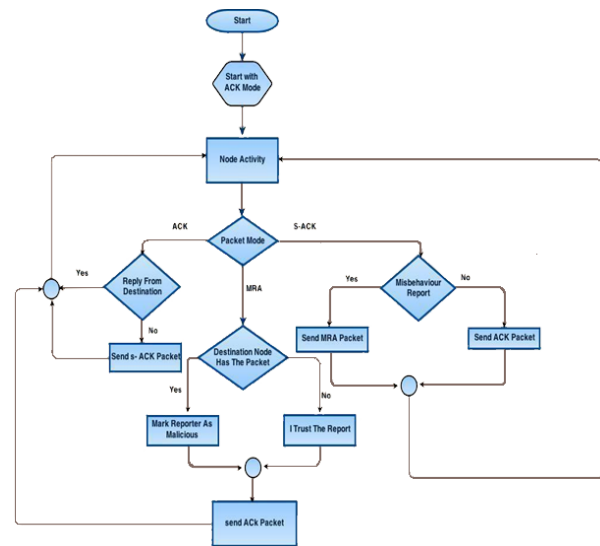 Start
Start with
ACK Mode
Node Activity
ACK
S-ACK
Packet Mode
Yes
Reply From
Destination
MRA
Yes
Misbehaviour
Report
No
No
Send s- ACK Packet
Send MRA Packet
Send ACK Packet
Destination Node
Has The Packet
Yes
No
Mark Reporter As
Malicious
I Trust The Report
send ACk Packet